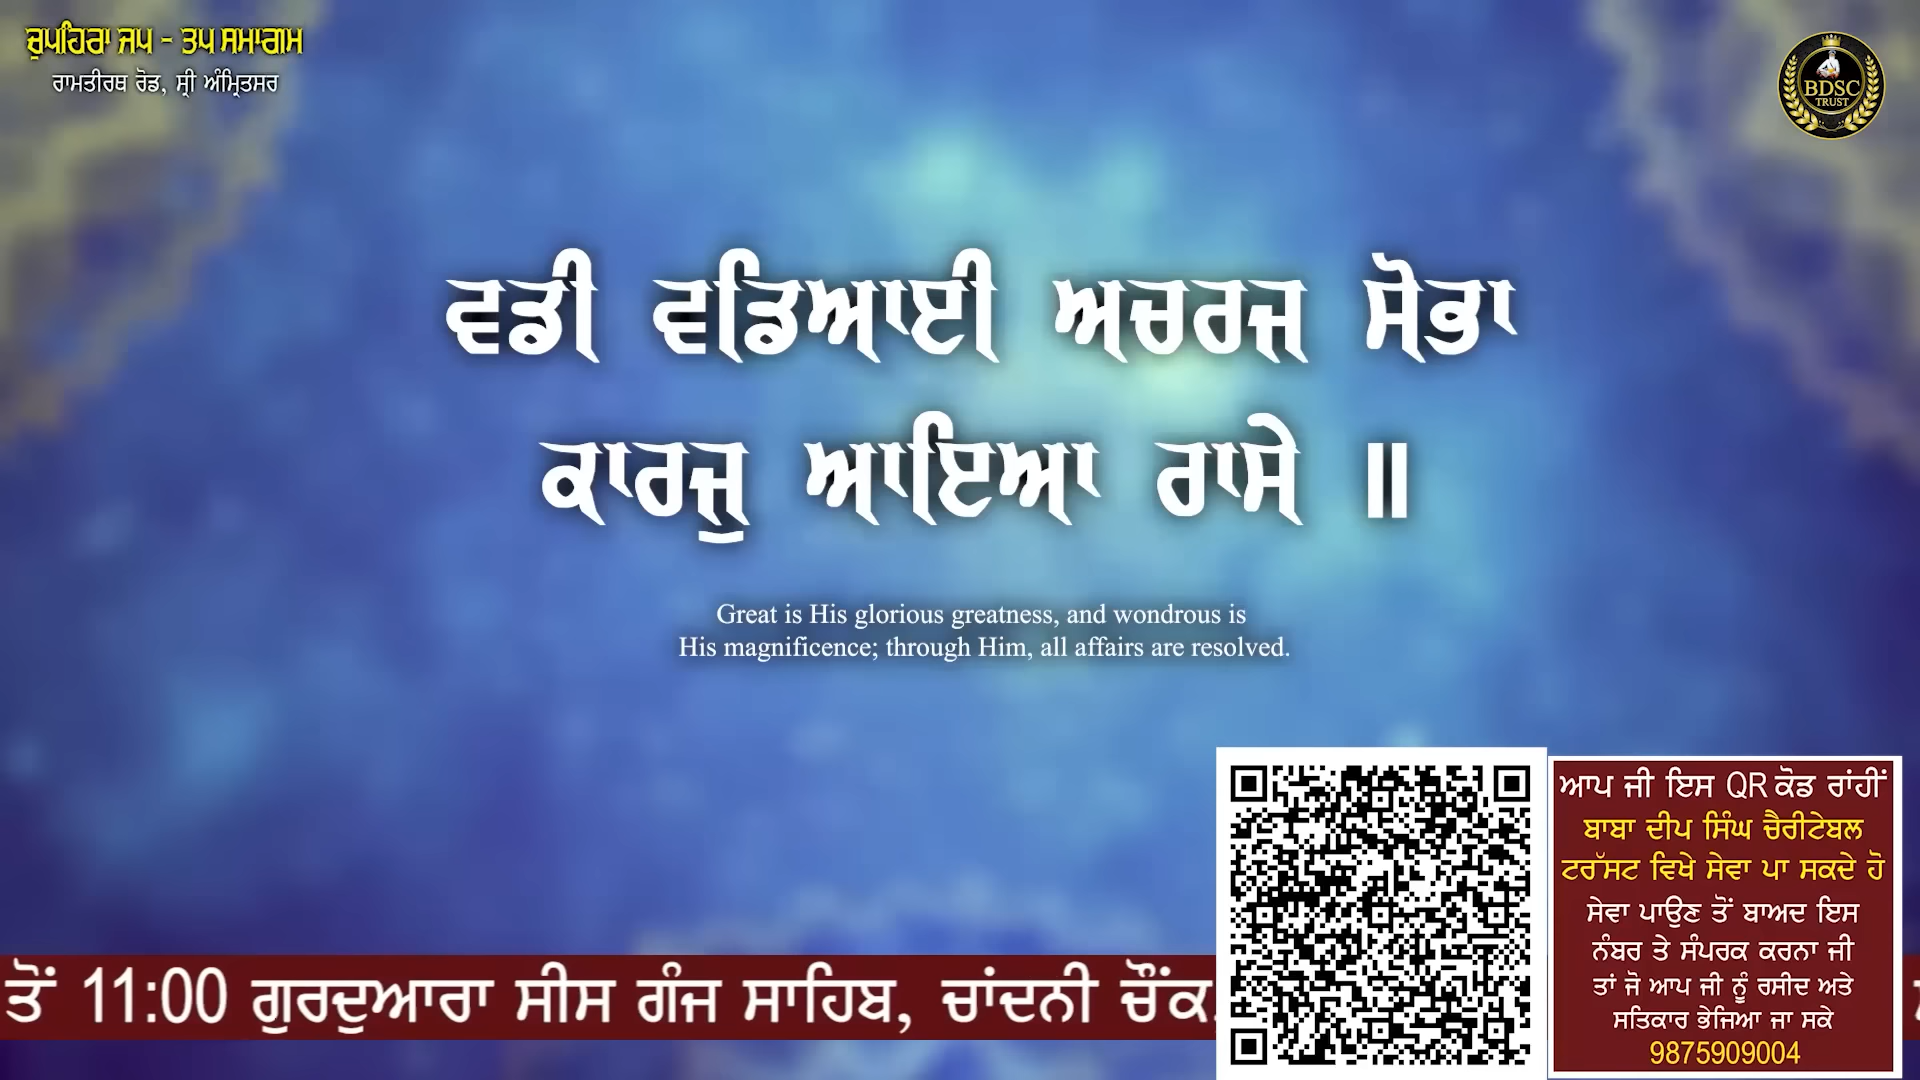 ਚੁਪਹਿਰਾ ਜਪ - ਤਪ ਸਮਾਗਮ
ਰਾਮਤੀਰਥ ਰੋਡ, ਸ੍ਰੀ ਅੰਮ੍ਰਿਤਸਰ
BDSC
TRUST
ਵਡੀ ਵਡਿਆਈ ਅਚਰਜ ਸੋਭਾ
ਕਾਰਜੁ ਆਇਆ ਰਾਸੇ ॥
Great is His glorious greatness, and wondrous is
His magnificence; through Him, all affairs are resolved.
ਆਪ ਜੀ ਇਸ QR ਕੋਡ ਰਾਂਹੀਂ
ਬਾਬਾ ਦੀਪ ਸਿੰਘ ਚੈਰੀਟੇਬਲ
ਟਰੱਸਟ ਵਿਖੇ ਸੇਵਾ ਪਾ ਸਕਦੇ ਹੋ
ਸੇਵਾ ਪਾਉਣ ਤੋਂ ਬਾਅਦ ਇਸ
ਨੰਬਰ ਤੇ ਸੰਪਰਕ ਕਰਨਾ ਜੀ
ਤਾਂ ਜੋ ਆਪ ਜੀ ਨੂੰ ਰਸੀਦ ਅਤੇ
ਸਤਿਕਾਰ ਭੇਜਿਆ ਜਾ ਸਕੇ
9875909004
ਤੋਂ 11:00 ਗੁਰਦੁਆਰਾ ਸੀਸ ਗੰਜ ਸਾਹਿਬ, ਚਾਂਦਨੀ ਚੌਂਕ